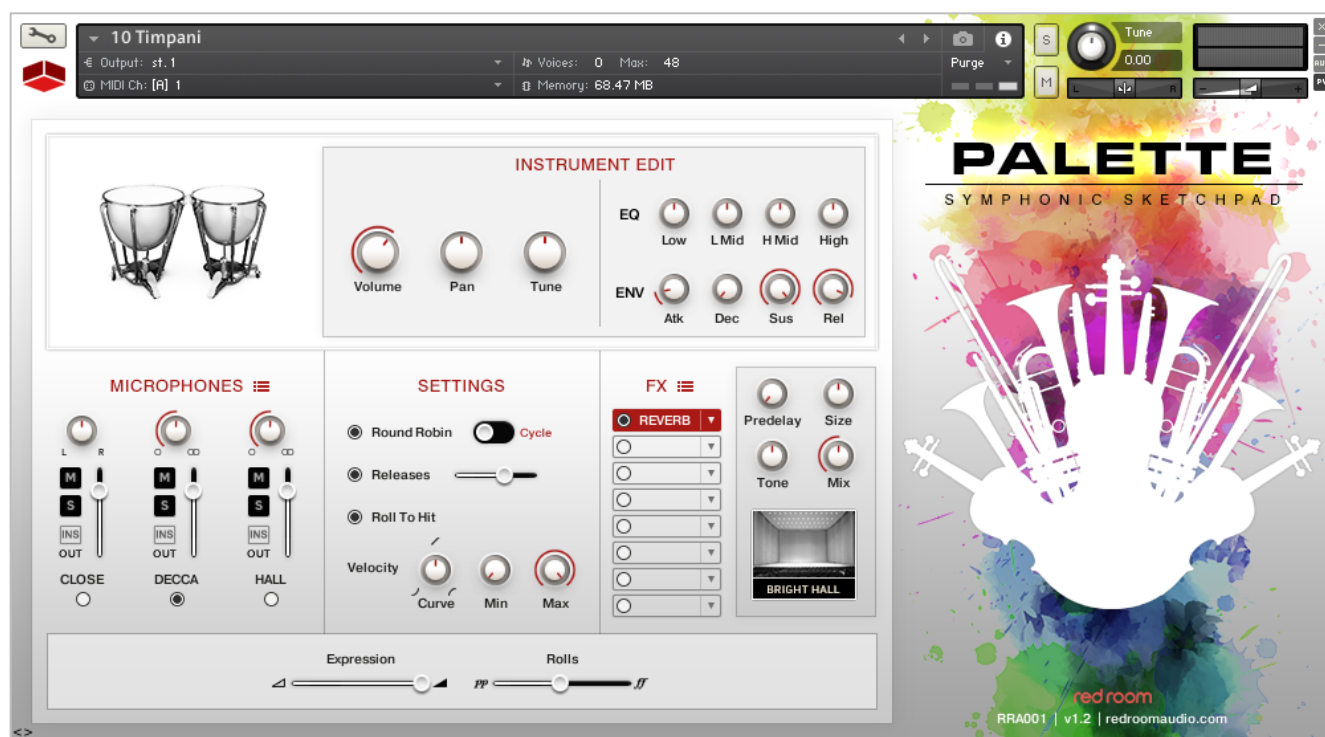 10 Timpani
Output: st. 1
Voices: 0 Max: 48
Purge
MIDI Ch: [A] 1
Memory: 68.47 MB
S
M
Tune
0.00
L R
- +
X
-
AUX
PV
PALETTE
SYMPHONIC SKETCHPAD
INSTRUMENT EDIT
Volume
Pan
Tune
EQ
Low
L Mid
H Mid
High
ENV
Atk
Dec
Sus
Rel
MICROPHONES
L R
M
S
INS
OUT
CLOSE
M
S
INS
OUT
DECCA
M
S
INS
OUT
HALL
SETTINGS
Round Robin
Cycle
Releases
Roll To Hit
Velocity
Curve
Min
Max
FX
REVERB
Predelay
Size
Tone
Mix
BRIGHT HALL
Expression
Rolls
pp
ff
red room
RRA001 | v1.2 | redroomaudio.com
<>